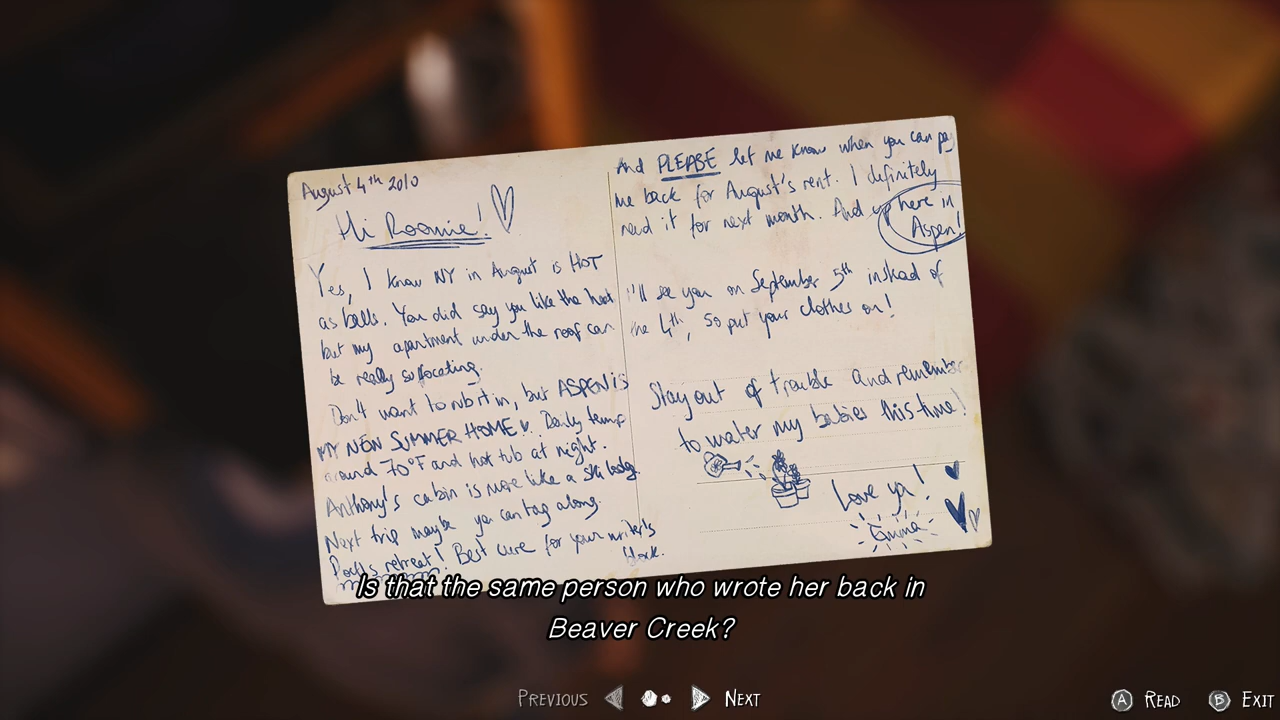 August 4th 2010
Hi Roomie!
Yes, I know NY in August is HOT
as balls. You did say you like the heat
but my apartment under the roof can
be really suffocating.
Don't want to rub it in, but ASPEN is
MY NEW SUMMER HOME. Daily temp
around 70°F and hot tub at night.
Anthony's cabin is more like a ski lodge.
Next trip maybe you can tag along.
retreat! Best cure for your writer's
block.
And PLEASE let me know when you can pay
me back for August's rent. I definitely
need it for next month. And up here in
Aspen!
I'll see you on September 5th instead of
the 4th, so put your clothes on!
Stay out of trouble and remember
to water my babies this time!
Love ya!
Emma
Is that the same person who wrote her back in
Beaver Creek?
PREVIOUS NEXT A READ B EXIT